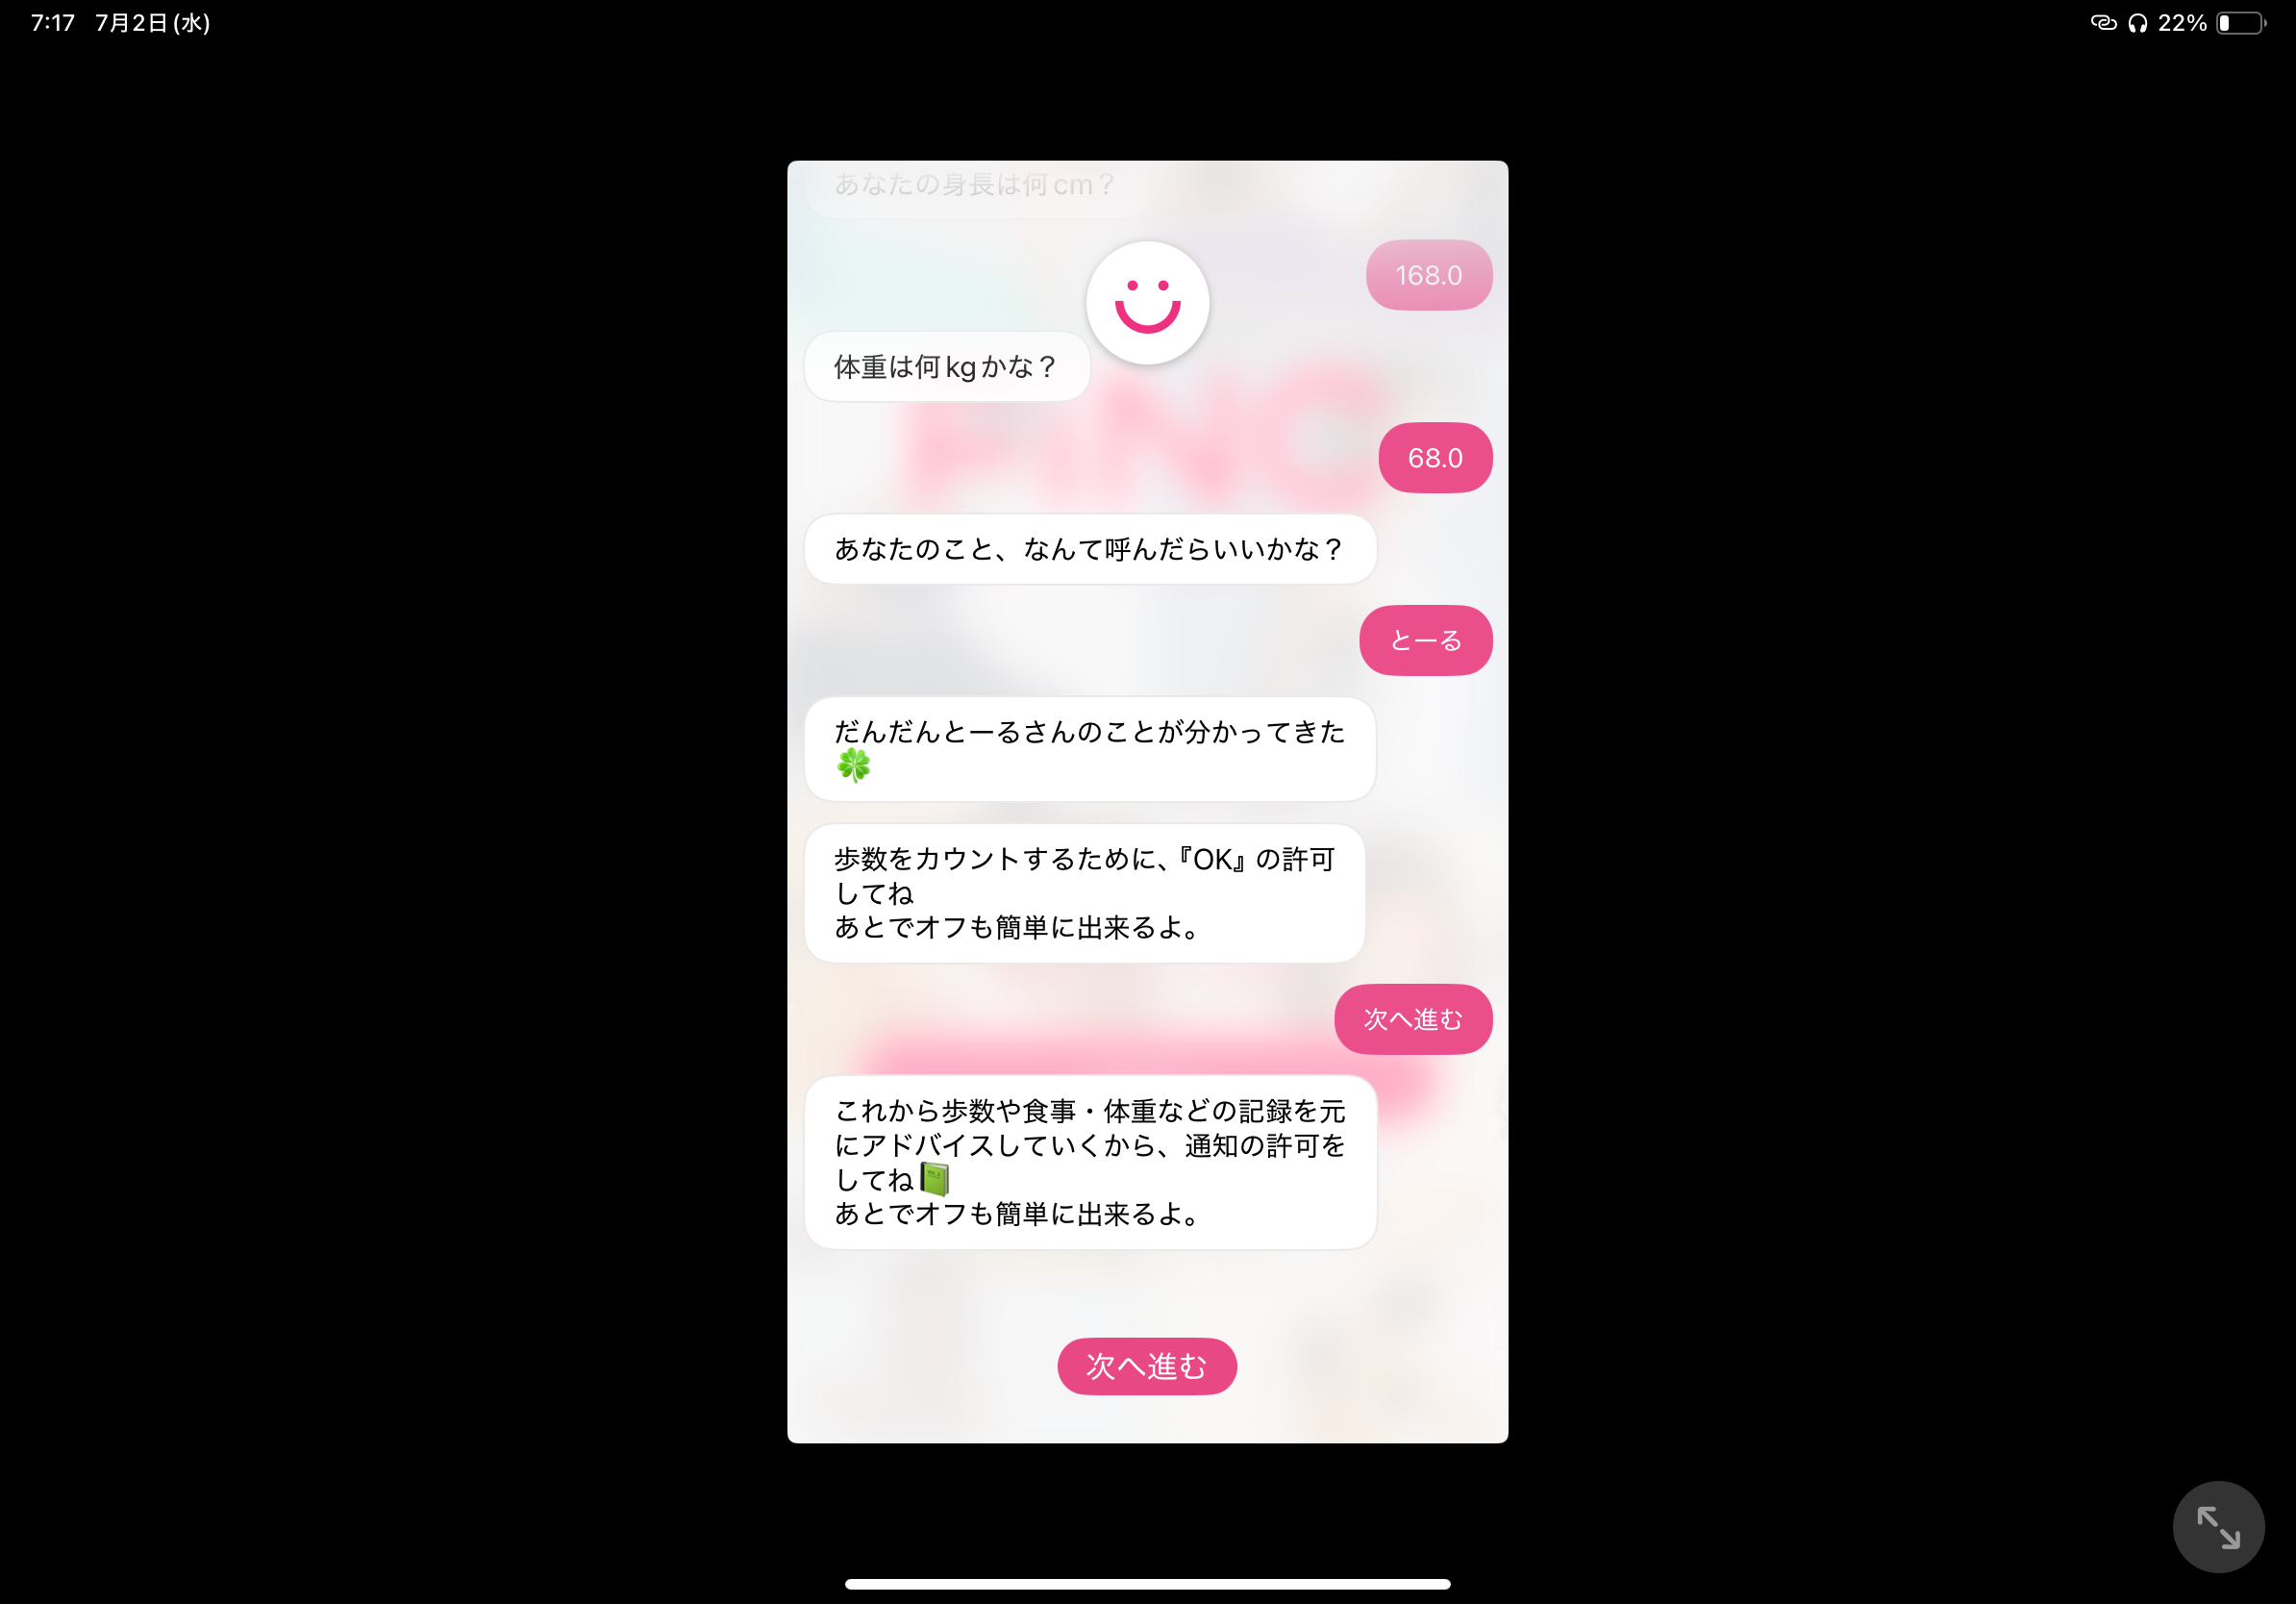 7:17 7月2日(水)
22%
あなたの身長は何cm？
168.0
体重は何kgかな？
FiNC
68.0
あなたのこと、なんて呼んだらいいかな？
とーる
だんだんとーるさんのことが分かってきた
🍀
歩数をカウントするために、『OK』の許可
してね
あとでオフも簡単に出来るよ。
次へ進む
これから歩数や食事・体重などの記録を元
にアドバイスしていくから、通知の許可を
してね📗
あとでオフも簡単に出来るよ。
次へ進む